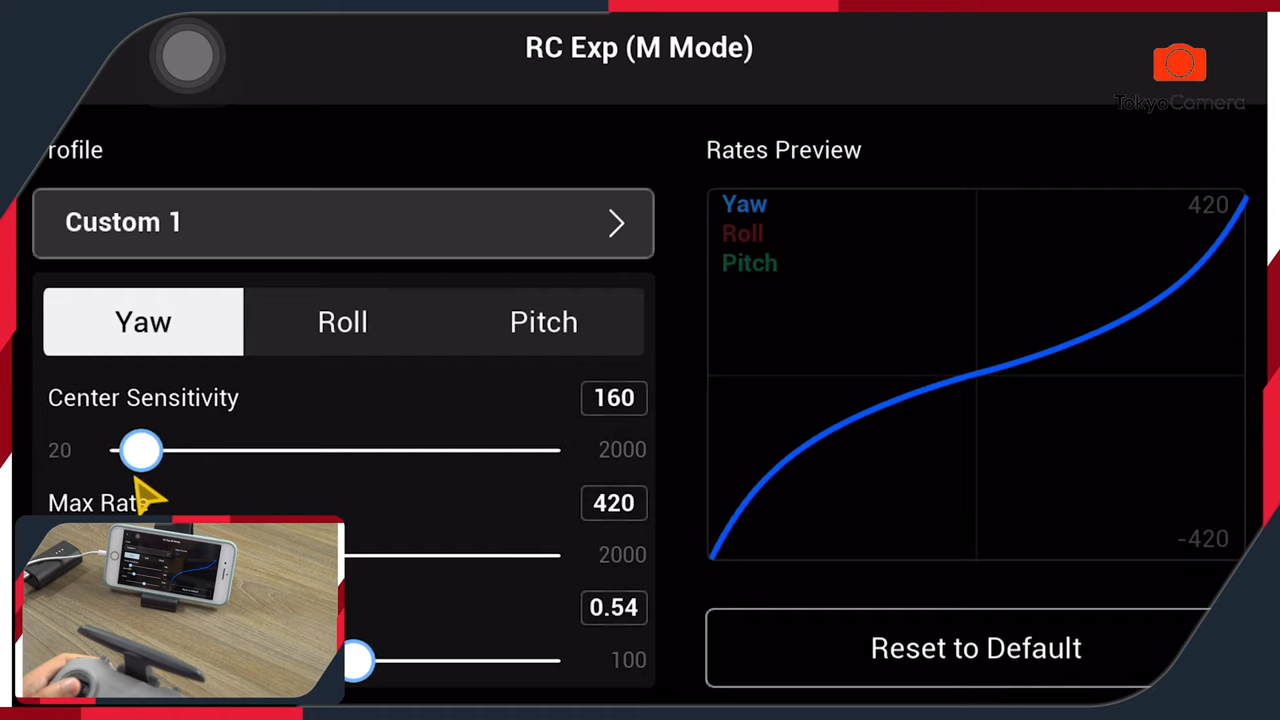 RC Exp (M Mode)
TokyoCamera
rofile
Custom 1
Yaw
Roll
Pitch
Center Sensitivity
160
20
2000
Max Rate
420
2000
0.54
100
Rates Preview
Yaw
Roll
Pitch
420
-420
Reset to Default